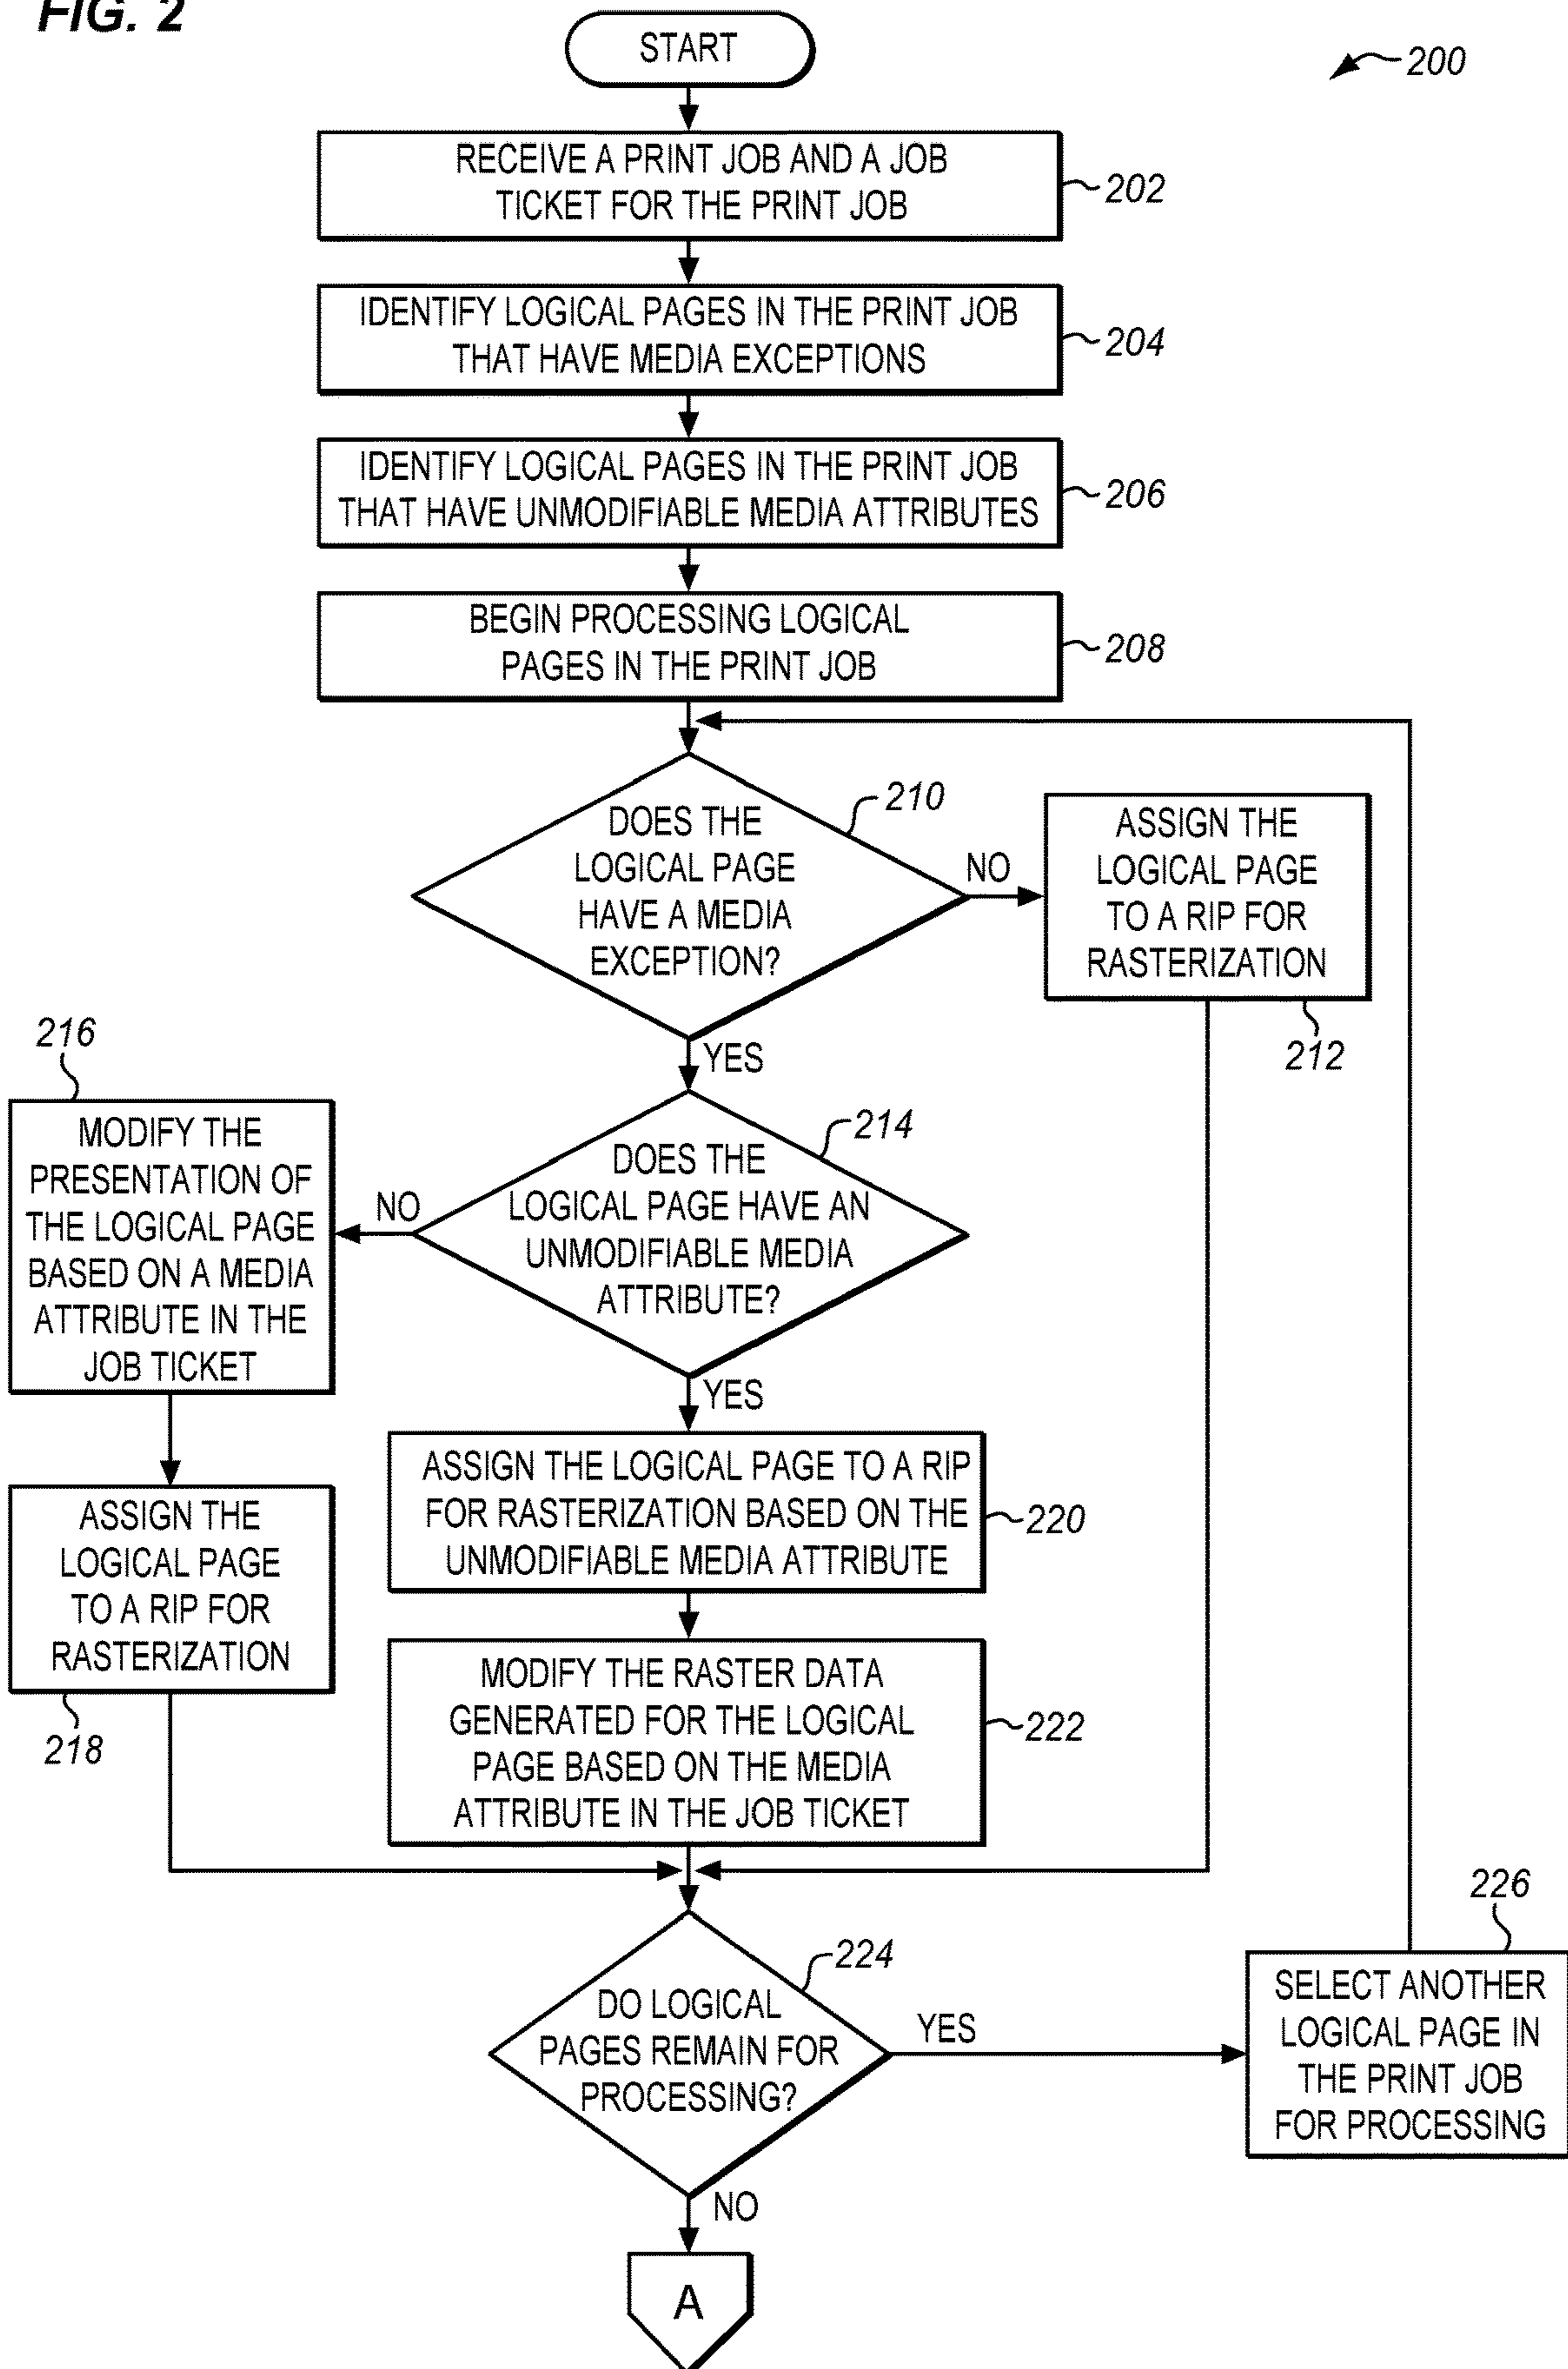 FIG. 2
START
200
RECEIVE A PRINT JOB AND A JOB
TICKET FOR THE PRINT JOB
202
IDENTIFY LOGICAL PAGES IN THE PRINT JOB
THAT HAVE MEDIA EXCEPTIONS
204
IDENTIFY LOGICAL PAGES IN THE PRINT JOB
THAT HAVE UNMODIFIABLE MEDIA ATTRIBUTES
206
BEGIN PROCESSING LOGICAL
PAGES IN THE PRINT JOB
208
DOES THE
LOGICAL PAGE
HAVE A MEDIA
EXCEPTION?
210
NO
ASSIGN THE
LOGICAL PAGE
TO A RIP FOR
RASTERIZATION
212
YES
216
MODIFY THE
PRESENTATION OF
THE LOGICAL PAGE
BASED ON A MEDIA
ATTRIBUTE IN THE
JOB TICKET
NO
DOES THE
LOGICAL PAGE HAVE AN
UNMODIFIABLE MEDIA
ATTRIBUTE?
214
YES
ASSIGN THE
LOGICAL PAGE
TO A RIP FOR
RASTERIZATION
218
ASSIGN THE LOGICAL PAGE TO A RIP
FOR RASTERIZATION BASED ON THE
UNMODIFIABLE MEDIA ATTRIBUTE
220
MODIFY THE RASTER DATA
GENERATED FOR THE LOGICAL
PAGE BASED ON THE MEDIA
ATTRIBUTE IN THE JOB TICKET
222
DO LOGICAL
PAGES REMAIN FOR
PROCESSING?
224
YES
226
SELECT ANOTHER
LOGICAL PAGE IN
THE PRINT JOB
FOR PROCESSING
NO
A